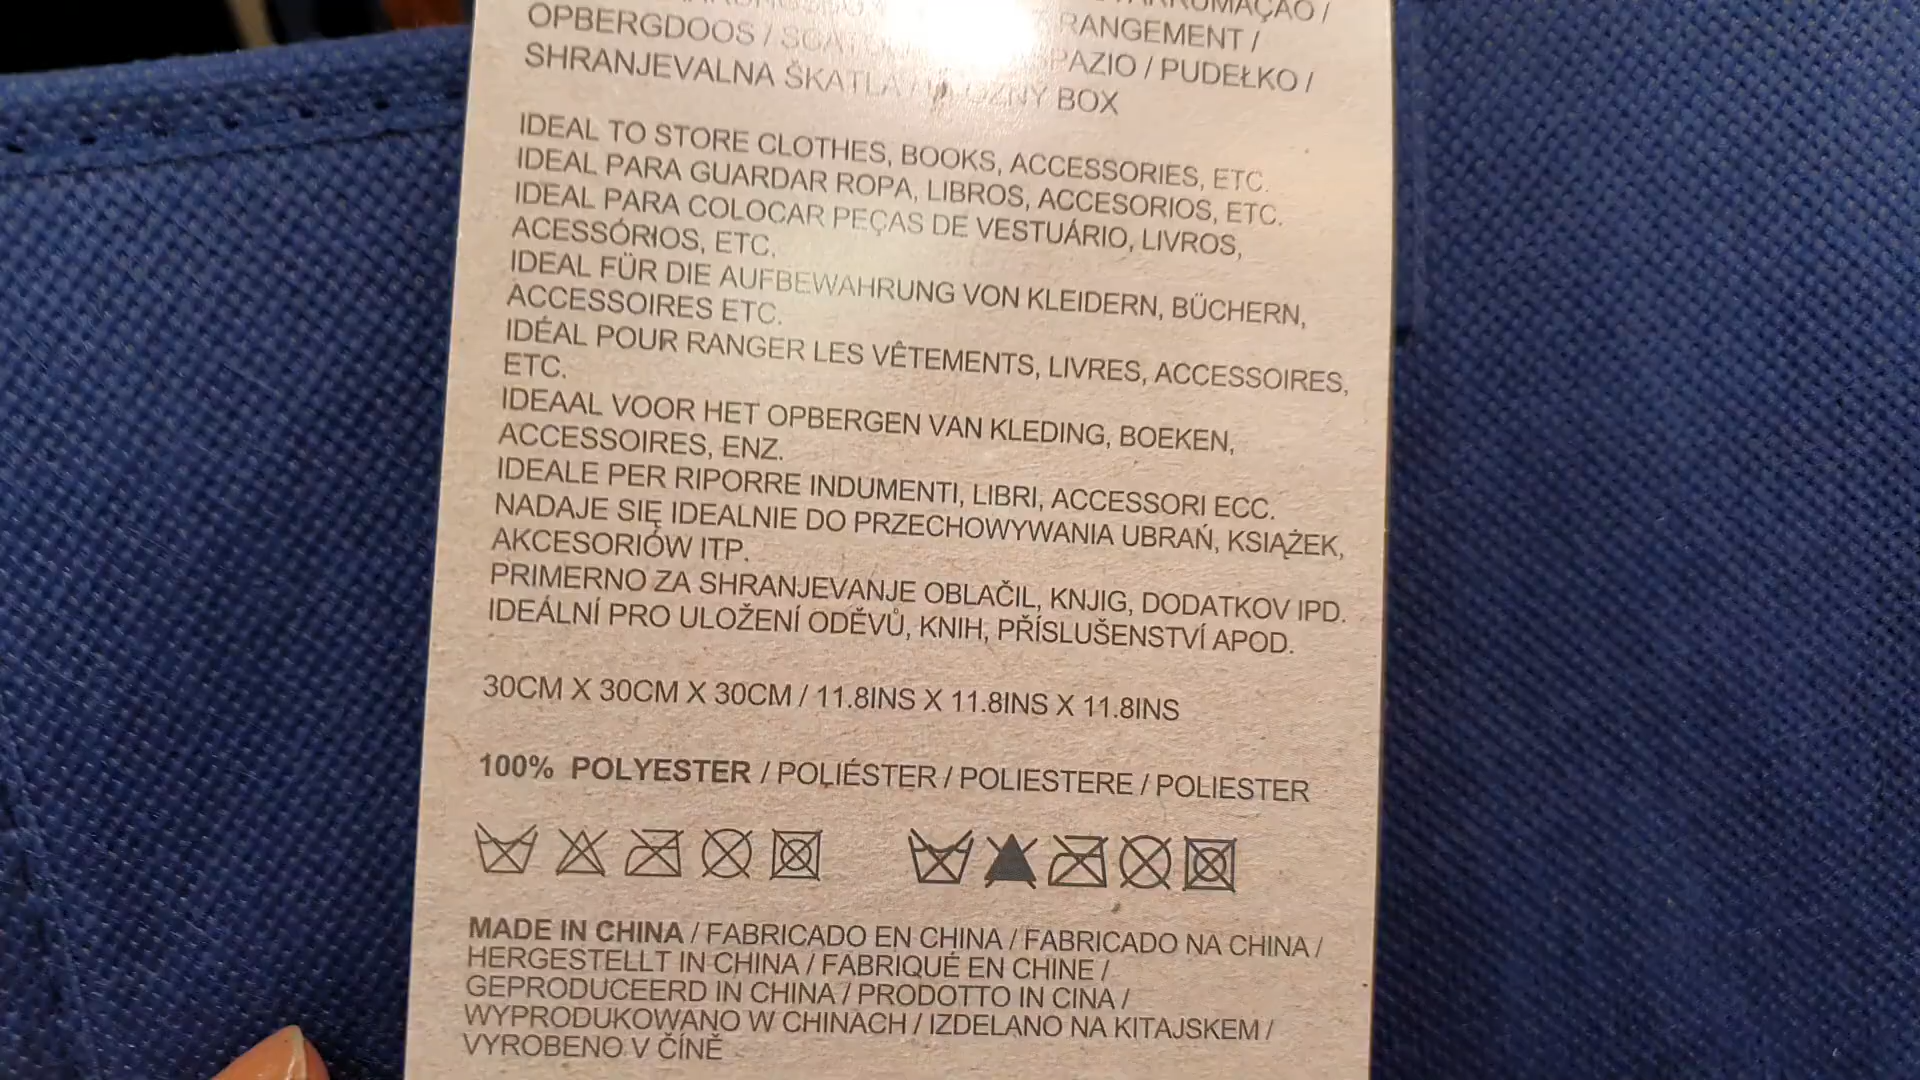 ARRUMAÇÃO /
OPBERGDOOS / RANGEMENT /
SHRANJEVALNA ŠKATLA / PUDEŁKO /
BOX
IDEAL TO STORE CLOTHES, BOOKS, ACCESSORIES, ETC.
IDEAL PARA GUARDAR ROPA, LIBROS, ACCESORIOS, ETC.
IDEAL PARA COLOCAR PEÇAS DE VESTUÁRIO, LIVROS,
ACESSÓRIOS, ETC.
IDEAL FÜR DIE AUFBEWAHRUNG VON KLEIDERN, BÜCHERN,
ACCESSOIRES ETC.
IDÉAL POUR RANGER LES VÊTEMENTS, LIVRES, ACCESSOIRES,
ETC.
IDEAAL VOOR HET OPBERGEN VAN KLEDING, BOEKEN,
ACCESSOIRES, ENZ.
IDEALE PER RIPORRE INDUMENTI, LIBRI, ACCESSORI ECC.
NADAJE SIĘ IDEALNIE DO PRZECHOWYWANIA UBRAŃ, KSIĄŻEK,
AKCESORIÓW ITP.
PRIMERNO ZA SHRANJEVANJE OBLAČIL, KNJIG, DODATKOV IPD.
IDEÁLNÍ PRO ULOŽENÍ ODĚVŮ, KNIH, PŘÍSLUŠENSTVÍ APOD.
30CM X 30CM X 30CM / 11.8INS X 11.8INS X 11.8INS
100% POLYESTER / POLIÉSTER / POLIESTERE / POLIESTER
MADE IN CHINA / FABRICADO EN CHINA / FABRICADO NA CHINA /
HERGESTELLT IN CHINA / FABRIQUÉ EN CHINE /
GEPRODUCEERD IN CHINA / PRODOTTO IN CINA /
WYPRODUKOWANO W CHINACH / IZDELANO NA KITAJSKEM /
VYROBENO V ČÍNĚ